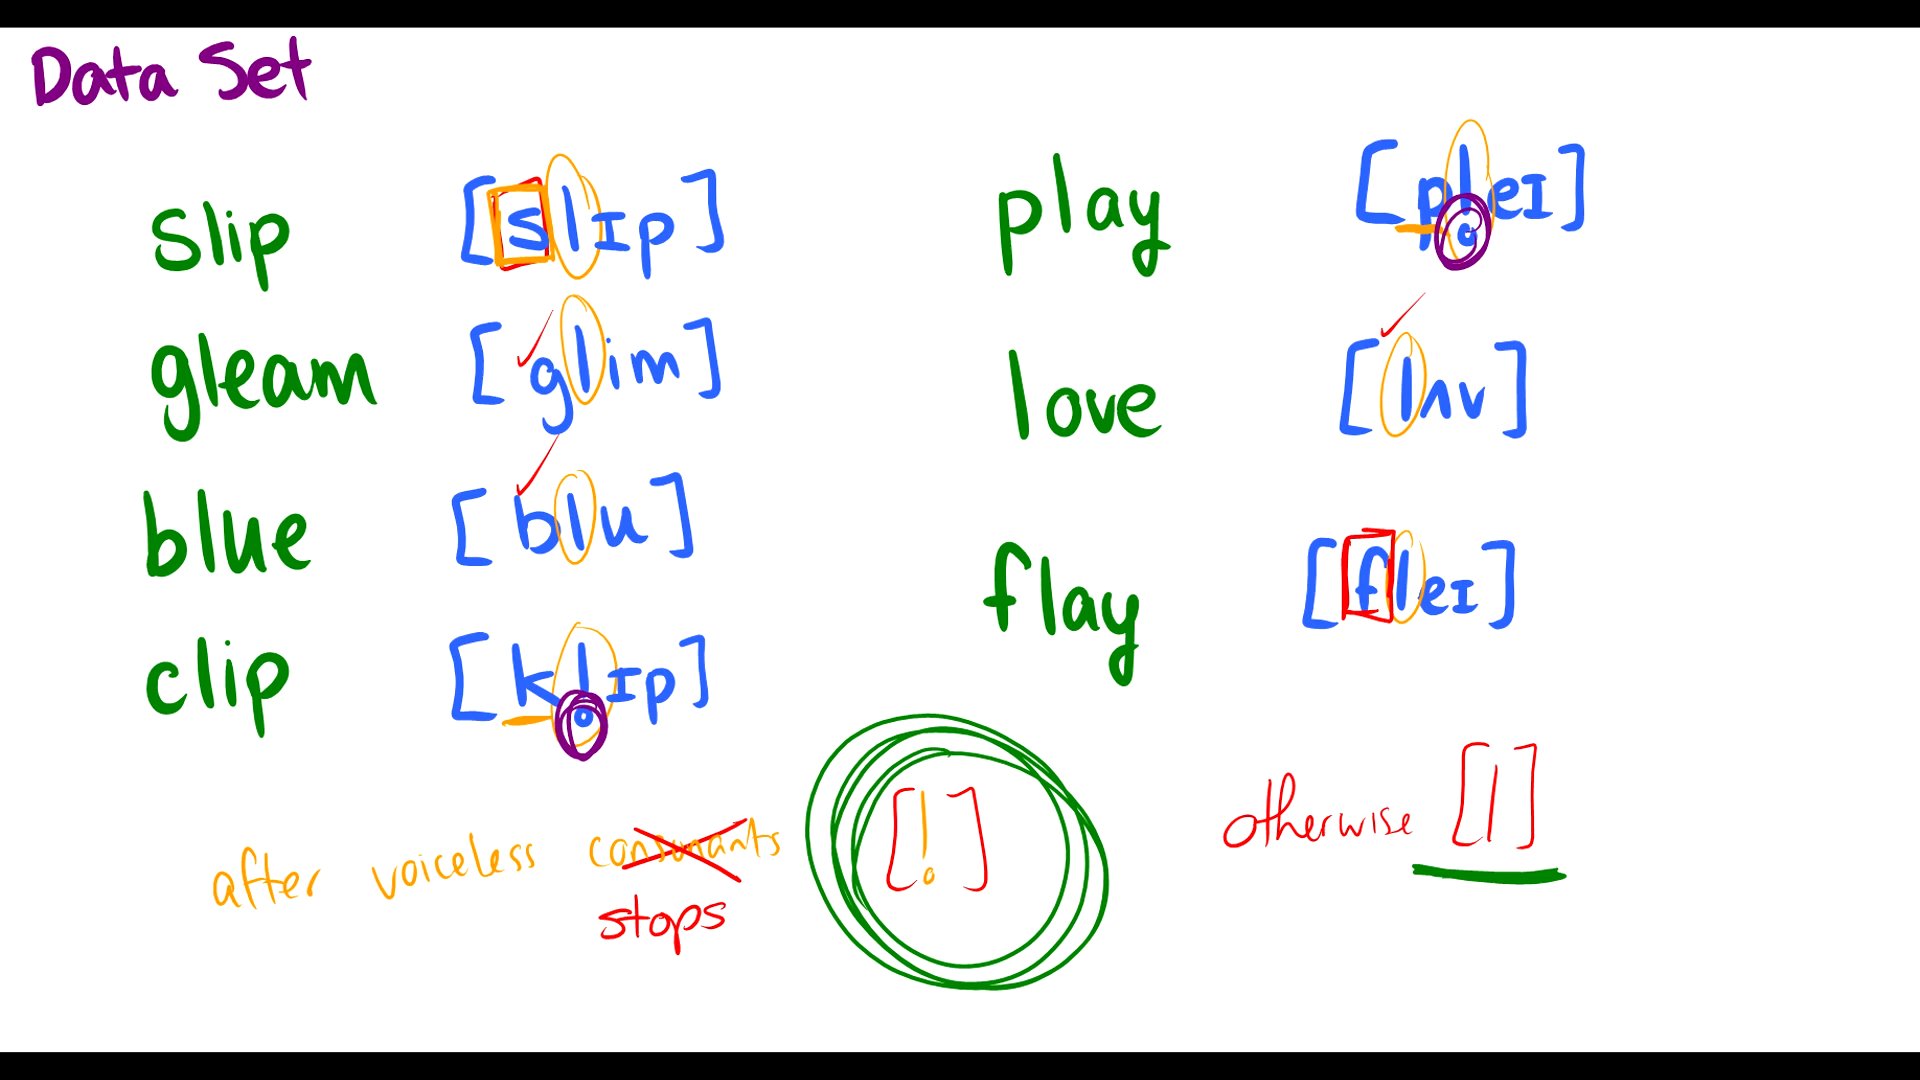 Data Set
slip [slɪp]
gleam [glim]
blue [blu]
clip [kl̥ɪp]
play [pl̥eɪ]
love [lʌv]
flay [fleɪ]
after voiceless consonants [l̥]
stops
otherwise [l]